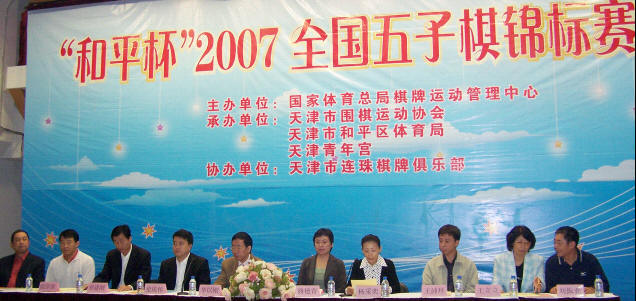 “和平杯”2007 全国五子棋锦标赛
主办单位：国家体育总局棋牌运动管理中心
承办单位：天津市围棋运动协会
天津市和平区体育局
天津青年宫
协办单位：天津市连珠棋牌俱乐部